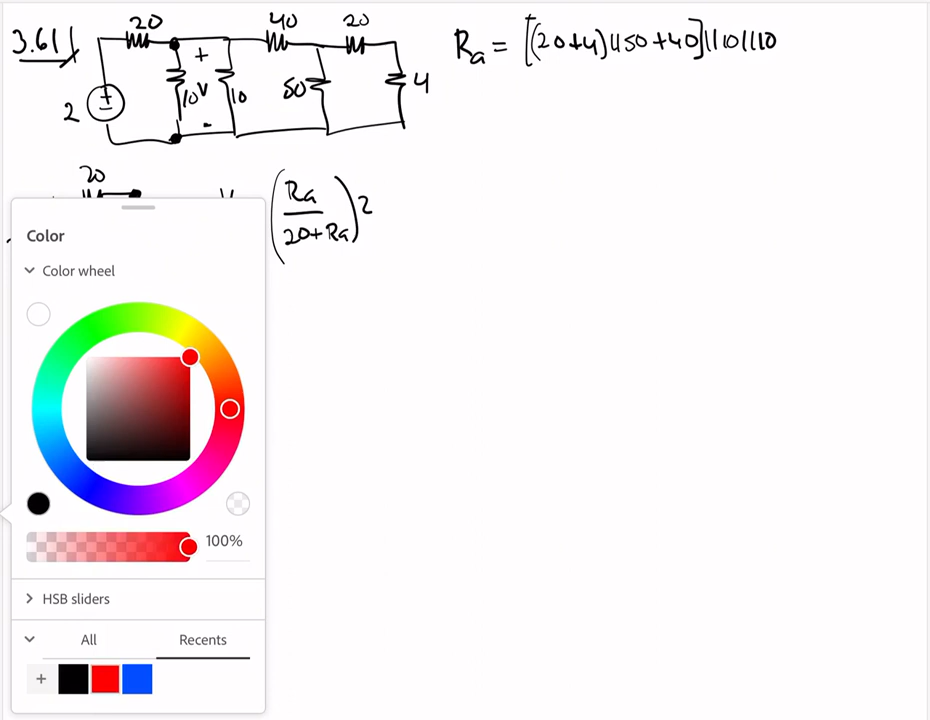 3.61
20
40
20
2
+
-
+
10
V
-
10
50
4
Ra = [(20+4)||50+40]||10||10
20
(Ra / 20+Ra) 2
Color
Color wheel
100%
HSB sliders
All
Recents
+